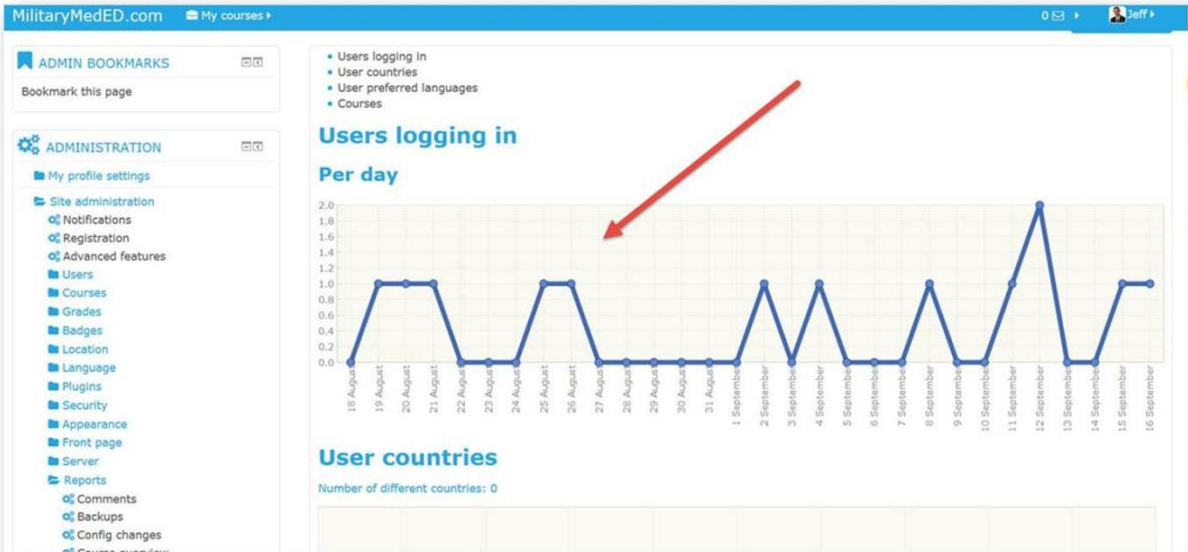 MilitaryMedED.com My courses 0 Jeff
ADMIN BOOKMARKS
Bookmark this page
ADMINISTRATION
My profile settings
Site administration
Notifications
Registration
Advanced features
Users
Courses
Grades
Badges
Location
Language
Plugins
Security
Appearance
Front page
Server
Reports
Comments
Backups
Config changes
Course overview
Users logging in
User countries
User preferred languages
Courses
Users logging in
Per day
2.0
1.8
1.6
1.4
1.2
1.0
0.8
0.6
0.4
0.2
0.0
18 August
19 August
20 August
21 August
22 August
23 August
24 August
25 August
26 August
27 August
28 August
29 August
30 August
31 August
1 September
2 September
3 September
4 September
5 September
6 September
7 September
8 September
9 September
10 September
11 September
12 September
13 September
14 September
15 September
16 September
User countries
Number of different countries: 0